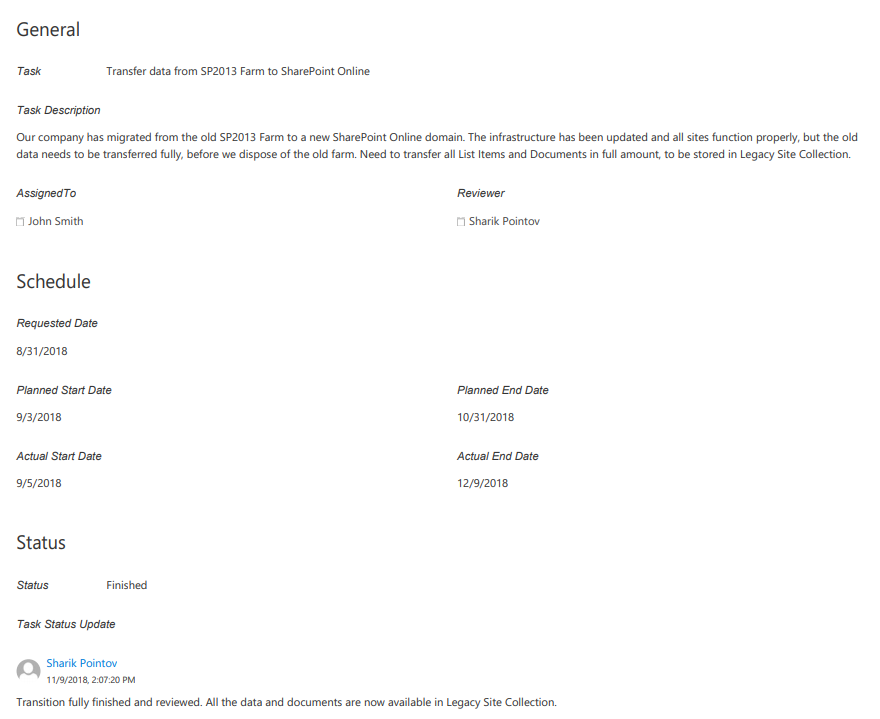 General
Task Transfer data from SP2013 Farm to SharePoint Online
Task Description
Our company has migrated from the old SP2013 Farm to a new SharePoint Online domain. The infrastructure has been updated and all sites function properly, but the old
data needs to be transferred fully, before we dispose of the old farm. Need to transfer all List Items and Documents in full amount, to be stored in Legacy Site Collection.
AssignedTo Reviewer
John Smith Sharik Pointov
Schedule
Requested Date
8/31/2018
Planned Start Date Planned End Date
9/3/2018 10/31/2018
Actual Start Date Actual End Date
9/5/2018 12/9/2018
Status
Status Finished
Task Status Update
Sharik Pointov
11/9/2018, 2:07:20 PM
Transition fully finished and reviewed. All the data and documents are now available in Legacy Site Collection.